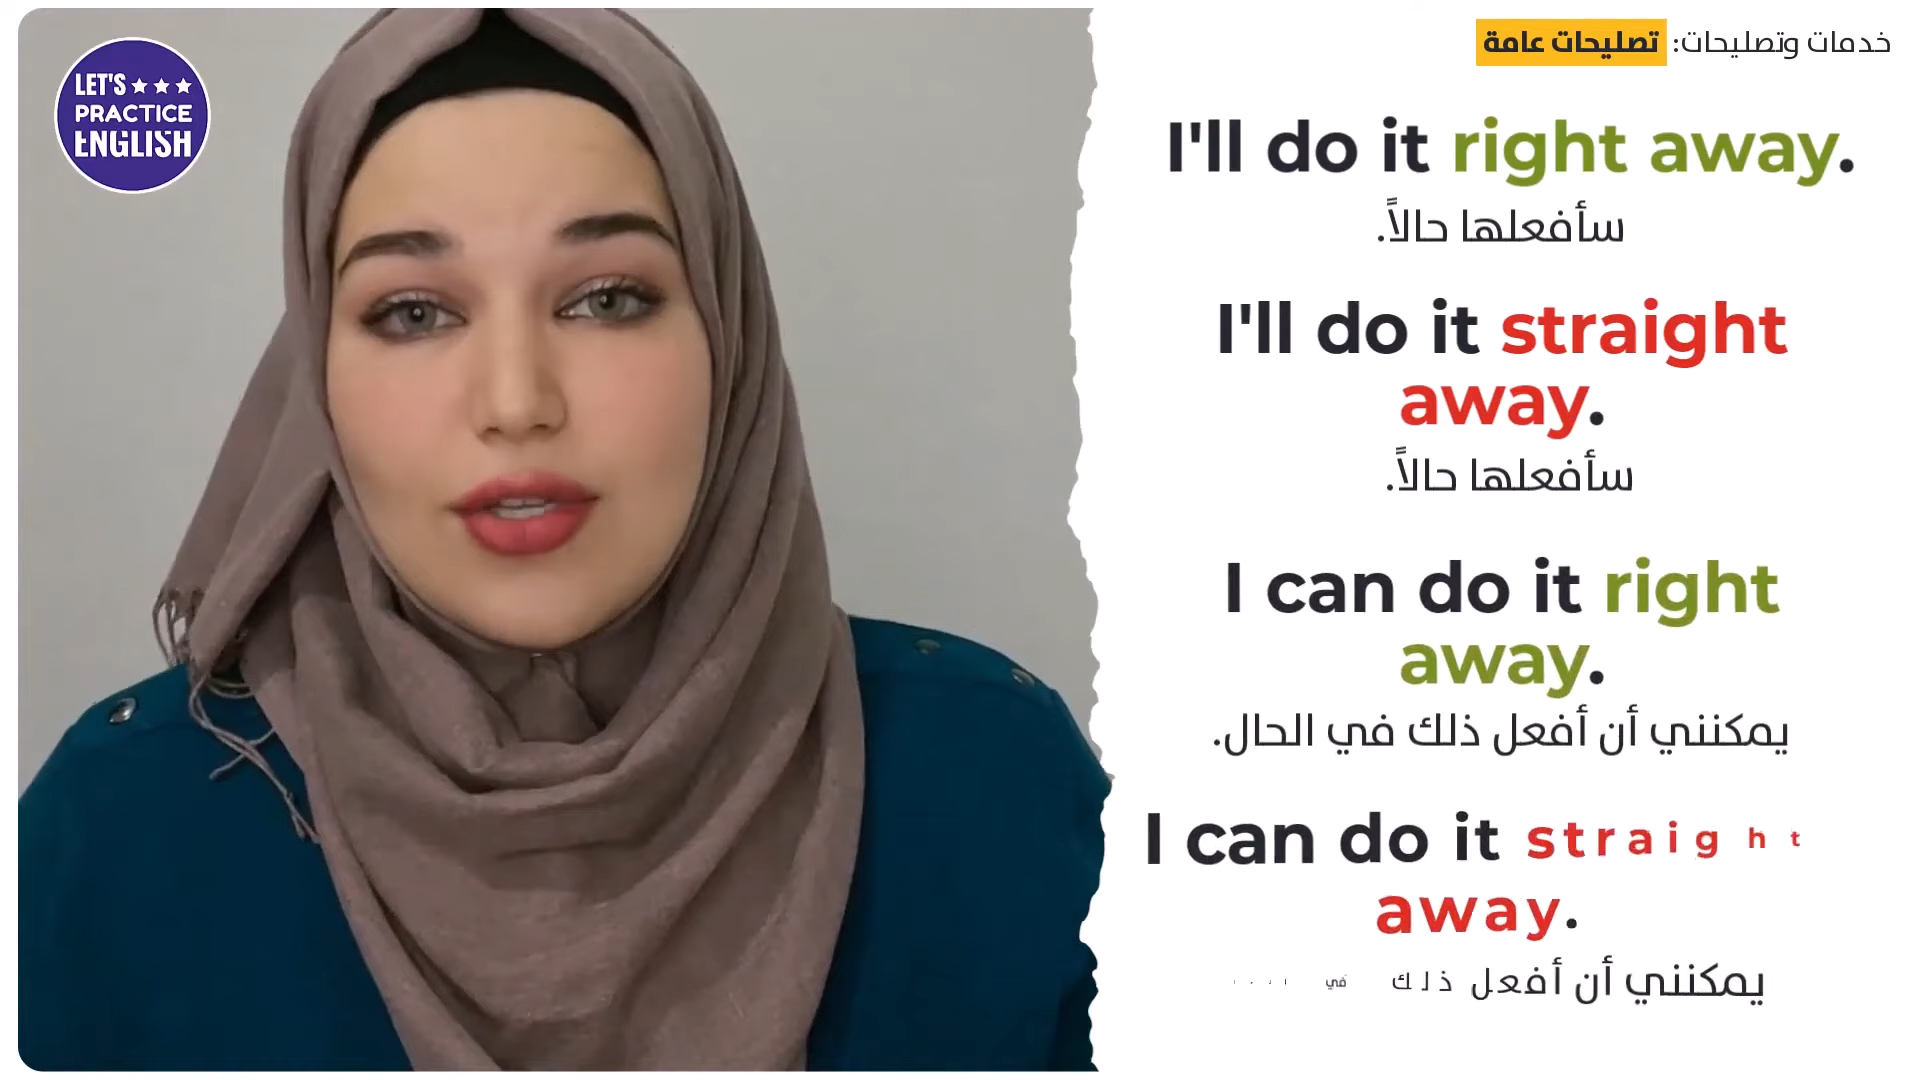 LET'S
PRACTICE
ENGLISH
خدمات وتصليحات: تصليحات عامة
I'll do it right away.
سأفعلها حالاً.
I'll do it straight
away.
سأفعلها حالاً.
I can do it right
away.
يمكنني أن أفعل ذلك في الحال.
I can do it straight
away.
يمكنني أن أفعل ذلك في